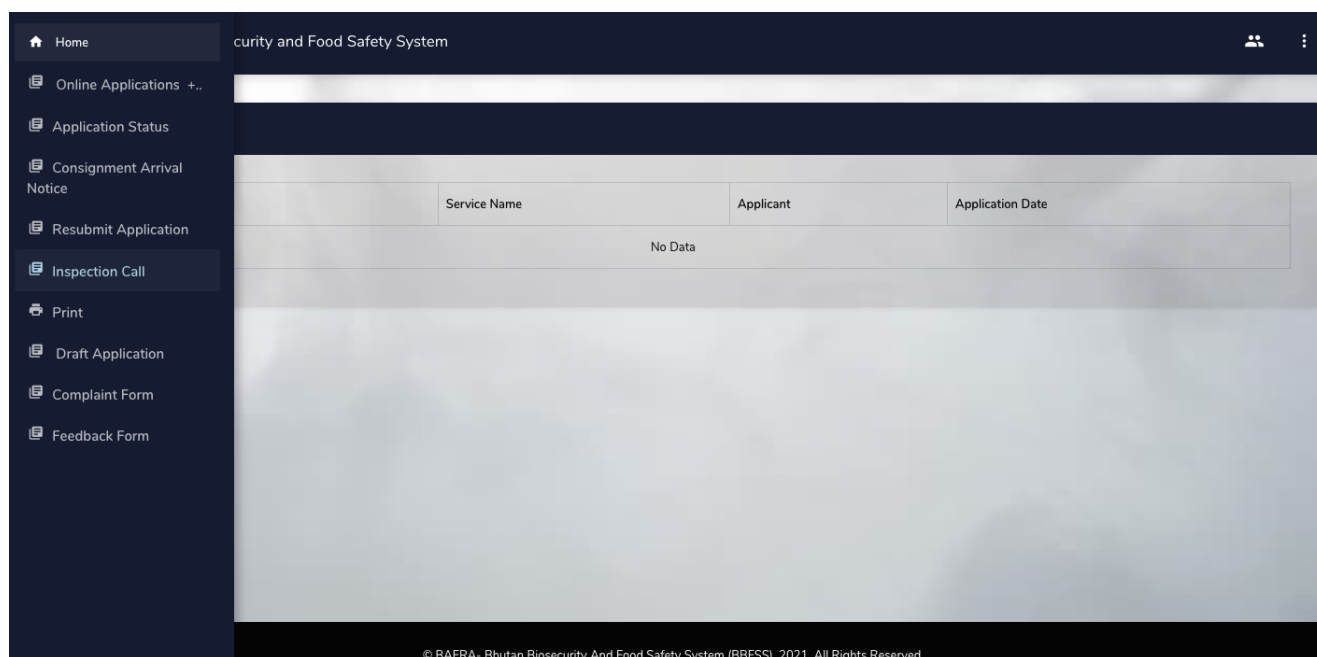 Home
curity and Food Safety System
Online Applications +..
Application Status
Consignment Arrival
Notice
Service Name
Applicant
Application Date
Resubmit Application
No Data
Inspection Call
Print
Draft Application
Complaint Form
Feedback Form
© BAFRA- Bhutan Biosecurity And Food Safety System (BBFSS), 2021. All Rights Reserved